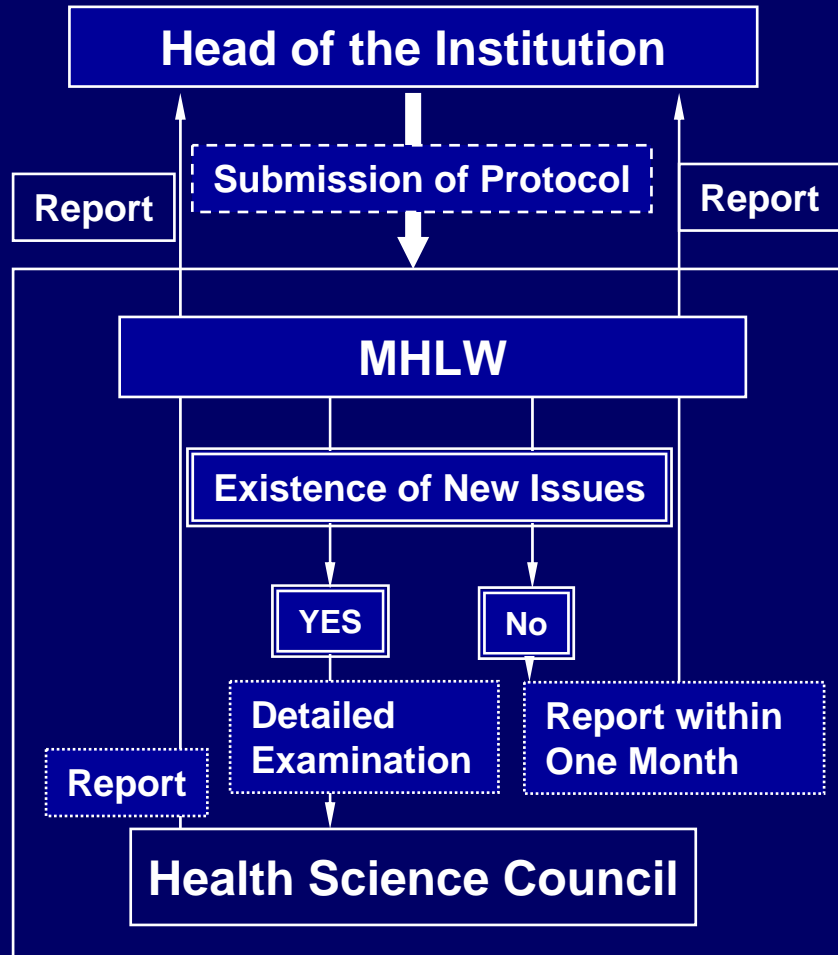 Head of the Institution
Submission of Protocol
Report
Report
MHLW
Existence of New Issues
YES
No
Detailed
Examination
Report within
One Month
Report
Health Science Council